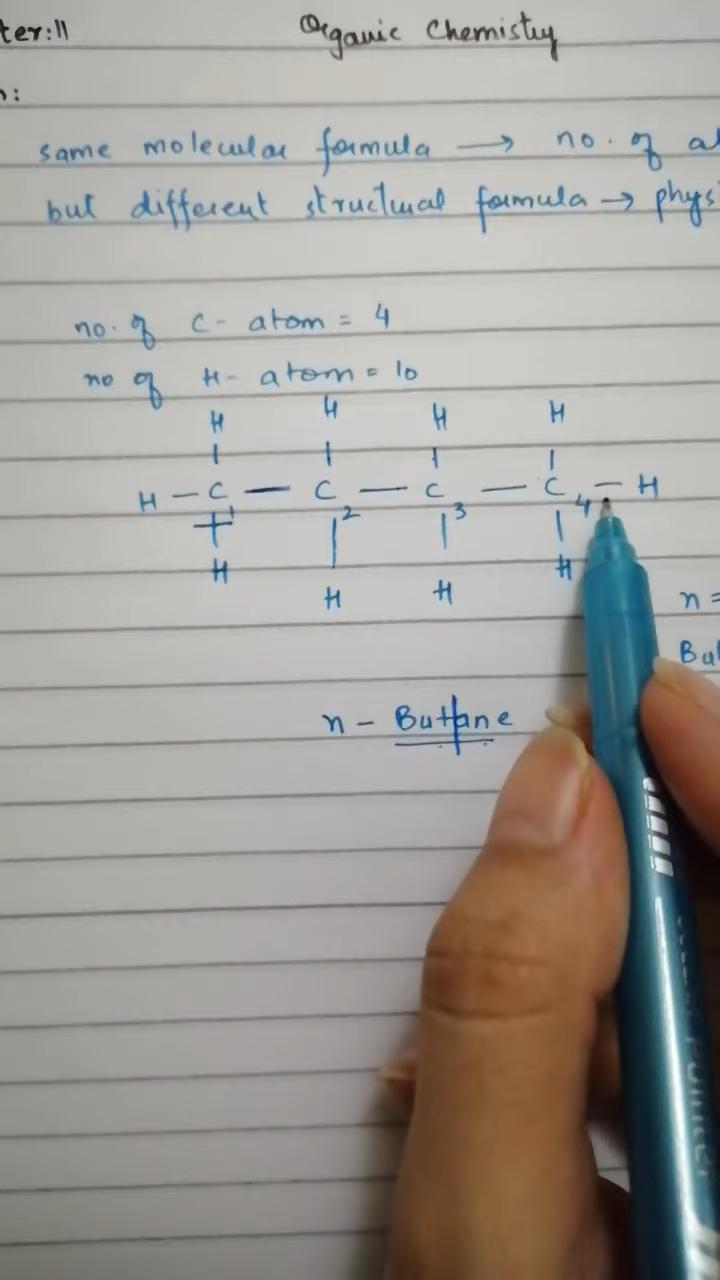 ter:11 Organic Chemistry
n:
same molecular formula → no. of a
but different structural formula → phys
no. of C- atom = 4
no of H- atom = 10
H H H H
H — C — C — C — C — H
1 2 3 4
H H H H
n =
Bu
n - Butane